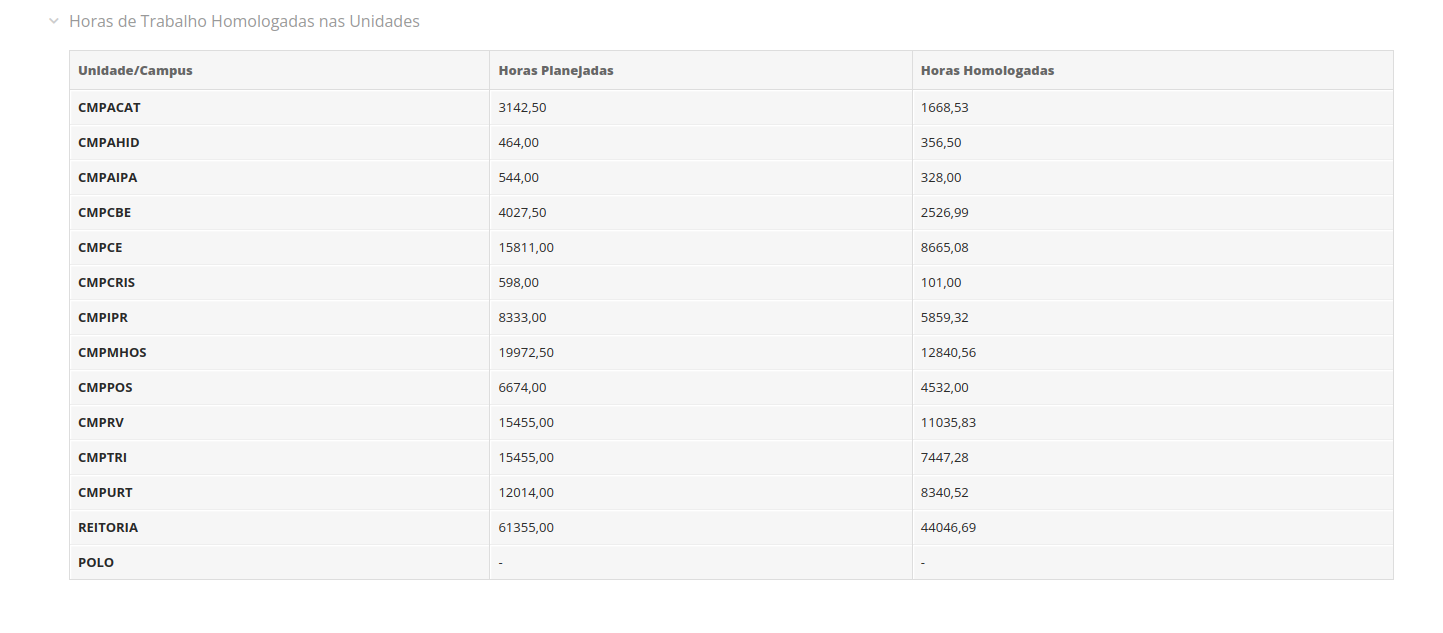 Horas de Trabalho Homologadas nas Unidades
Unidade/Campus Horas Planejadas Horas Homologadas
CMPACAT 3142,50 1668,53
CMPAHID 464,00 356,50
CMPAIPA 544,00 328,00
CMPCBE 4027,50 2526,99
CMPCE 15811,00 8665,08
CMPCRIS 598,00 101,00
CMPIPR 8333,00 5859,32
CMPMHOS 19972,50 12840,56
CMPPOS 6674,00 4532,00
CMPRV 15455,00 11035,83
CMPTRI 15455,00 7447,28
CMPURT 12014,00 8340,52
REITORIA 61355,00 44046,69
POLO - -